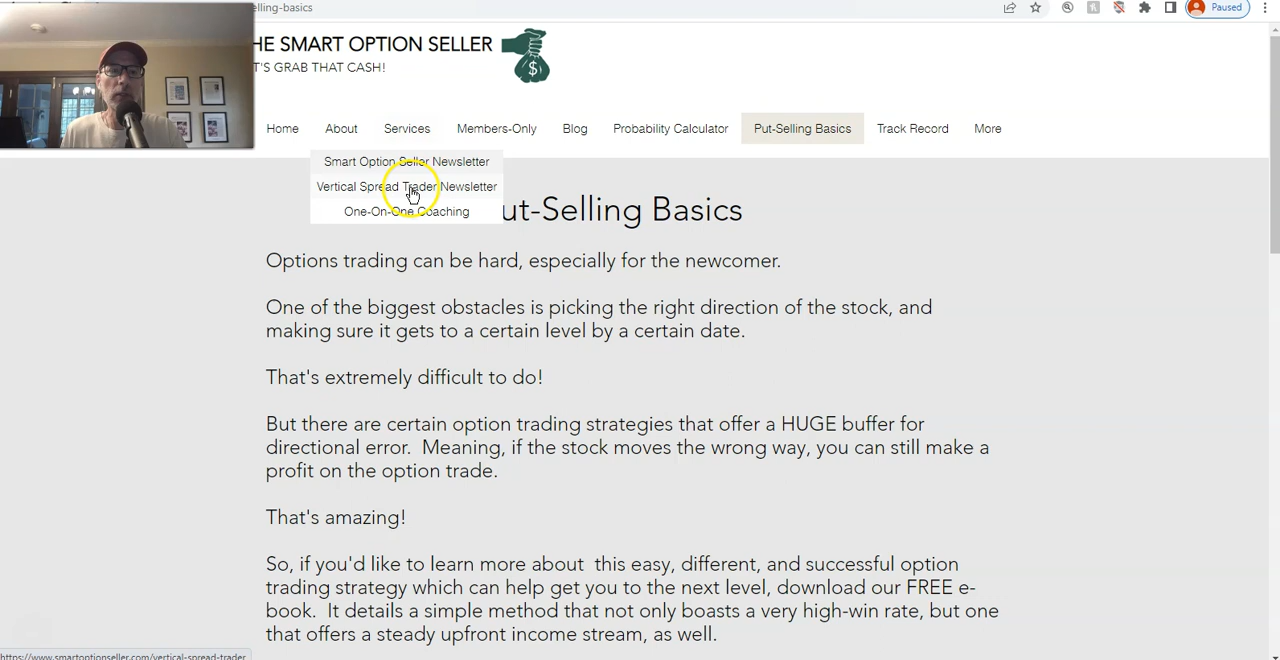 elling-basics
Paused
HE SMART OPTION SELLER
T'S GRAB THAT CASH!
$
Home About Services Members-Only Blog Probability Calculator Put-Selling Basics Track Record More
Smart Option Seller Newsletter
Vertical Spread Trader Newsletter
One-On-One Coaching
ut-Selling Basics
Options trading can be hard, especially for the newcomer.
One of the biggest obstacles is picking the right direction of the stock, and
making sure it gets to a certain level by a certain date.
That's extremely difficult to do!
But there are certain option trading strategies that offer a HUGE buffer for
directional error.  Meaning, if the stock moves the wrong way, you can still make a
profit on the option trade.
That's amazing!
So, if you'd like to learn more about  this easy, different, and successful option
trading strategy which can help get you to the next level, download our FREE e-
book.  It details a simple method that not only boasts a very high-win rate, but one
that offers a steady upfront income stream, as well.
https://www.smartoptionseller.com/vertical-spread-trader